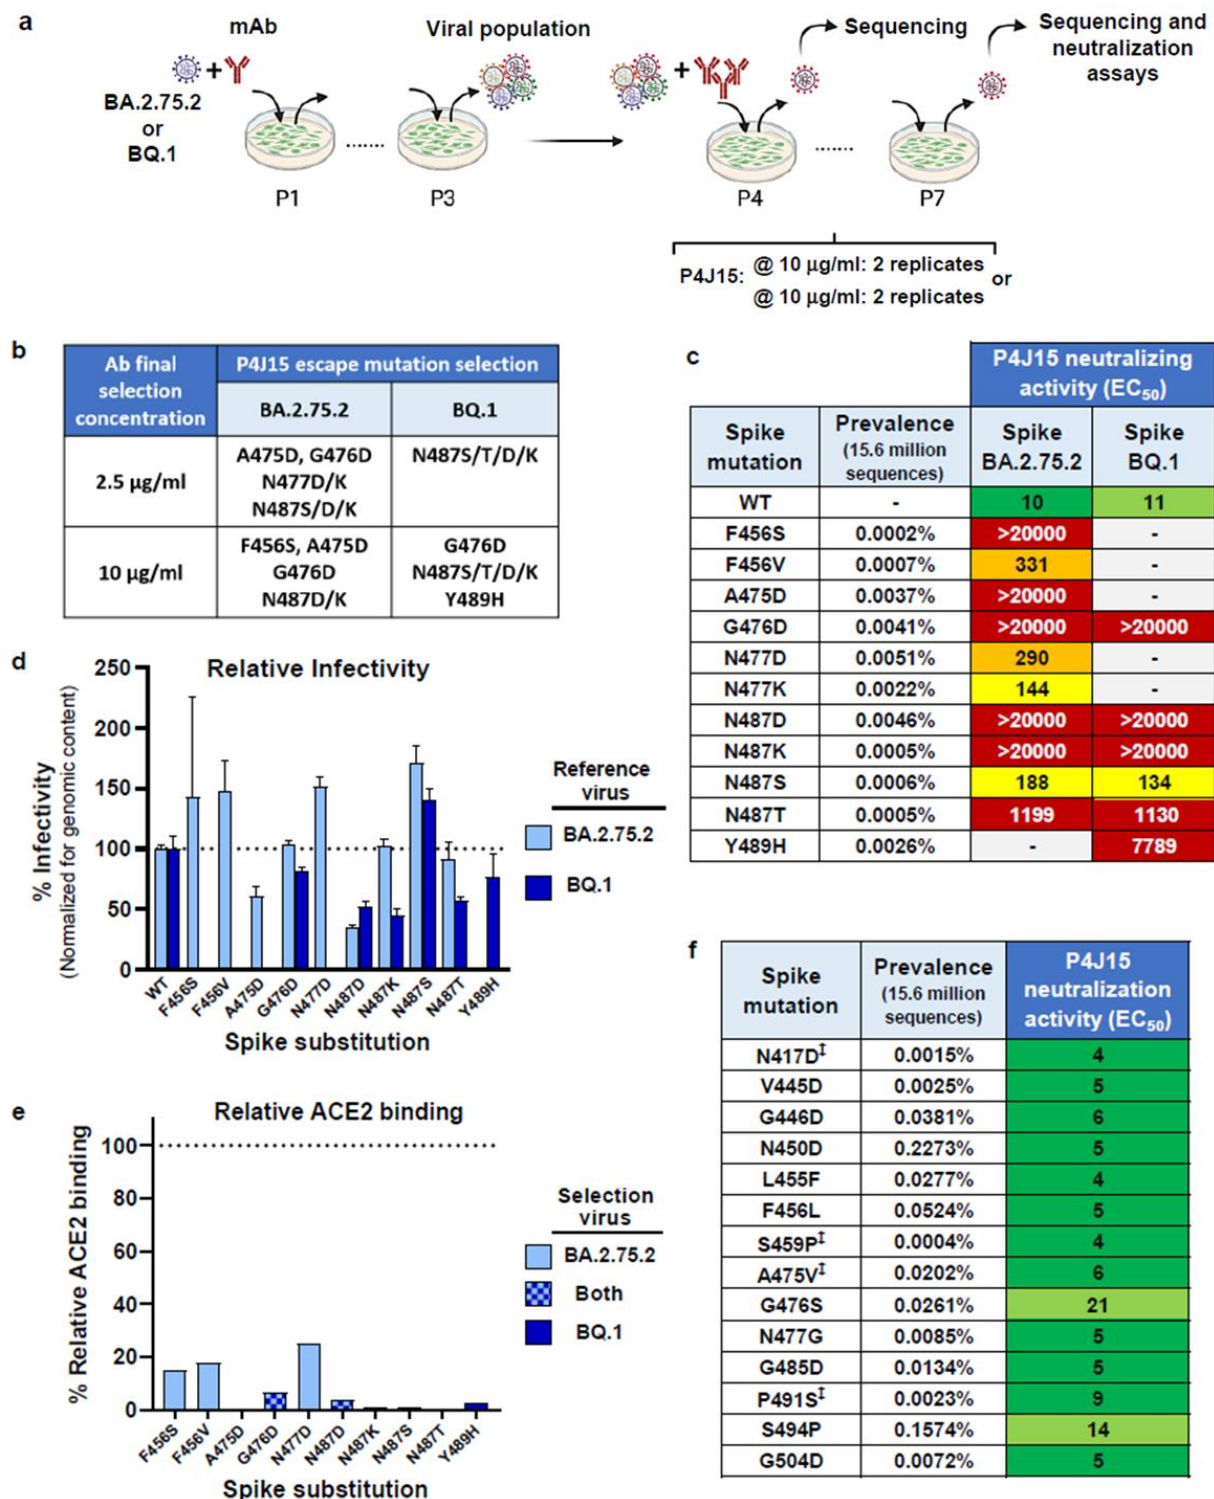 a
mAb
Viral population
Sequencing
Sequencing and
neutralization
assays
+
+
BA.2.75.2
or
BQ.1
.......
.......
P1
P3
P4
P7
P4J15:
@ 10 µg/ml: 2 replicates
or
@ 10 µg/ml: 2 replicates
b
Ab final
selection
concentration
P4J15 escape mutation selection
BA.2.75.2 BQ.1
2.5 µg/ml
A475D, G476D
N477D/K
N487S/D/K
N487S/T/D/K
10 µg/ml
F456S, A475D
G476D
N487D/K
G476D
N487S/T/D/K
Y489H
c
P4J15 neutralizing
activity (EC50)
Spike
mutation
Prevalence
(15.6 million
sequences)
Spike
BA.2.75.2
Spike
BQ.1
WT - 10 11
F456S 0.0002% >20000 -
F456V 0.0007% 331 -
A475D 0.0037% >20000 -
G476D 0.0041% >20000 >20000
N477D 0.0051% 290 -
N477K 0.0022% 144 -
N487D 0.0046% >20000 >20000
N487K 0.0005% >20000 >20000
N487S 0.0006% 188 134
N487T 0.0005% 1199 1130
Y489H 0.0026% - 7789
d
Relative Infectivity
% Infectivity
(Normalized for genomic content)
250
200
150
100
50
0
WT F456S F456V A475D G476D N477D N487D N487K N487S N487T Y489H
Spike substitution
Reference
virus
BA.2.75.2
BQ.1
e
Relative ACE2 binding
% Relative ACE2 binding
100
80
60
40
20
0
F456S F456V A475D G476D N477D N487D N487K N487S N487T Y489H
Spike substitution
Selection
virus
BA.2.75.2
Both
BQ.1
f
Spike
mutation
Prevalence
(15.6 million
sequences)
P4J15
neutralization
activity (EC50)
N417D‡ 0.0015% 4
V445D 0.0025% 5
G446D 0.0381% 6
N450D 0.2273% 5
L455F 0.0277% 4
F456L 0.0524% 5
S459P‡ 0.0004% 4
A475V‡ 0.0202% 6
G476S 0.0261% 21
N477G 0.0085% 5
G485D 0.0134% 5
P491S‡ 0.0023% 9
S494P 0.1574% 14
G504D 0.0072% 5